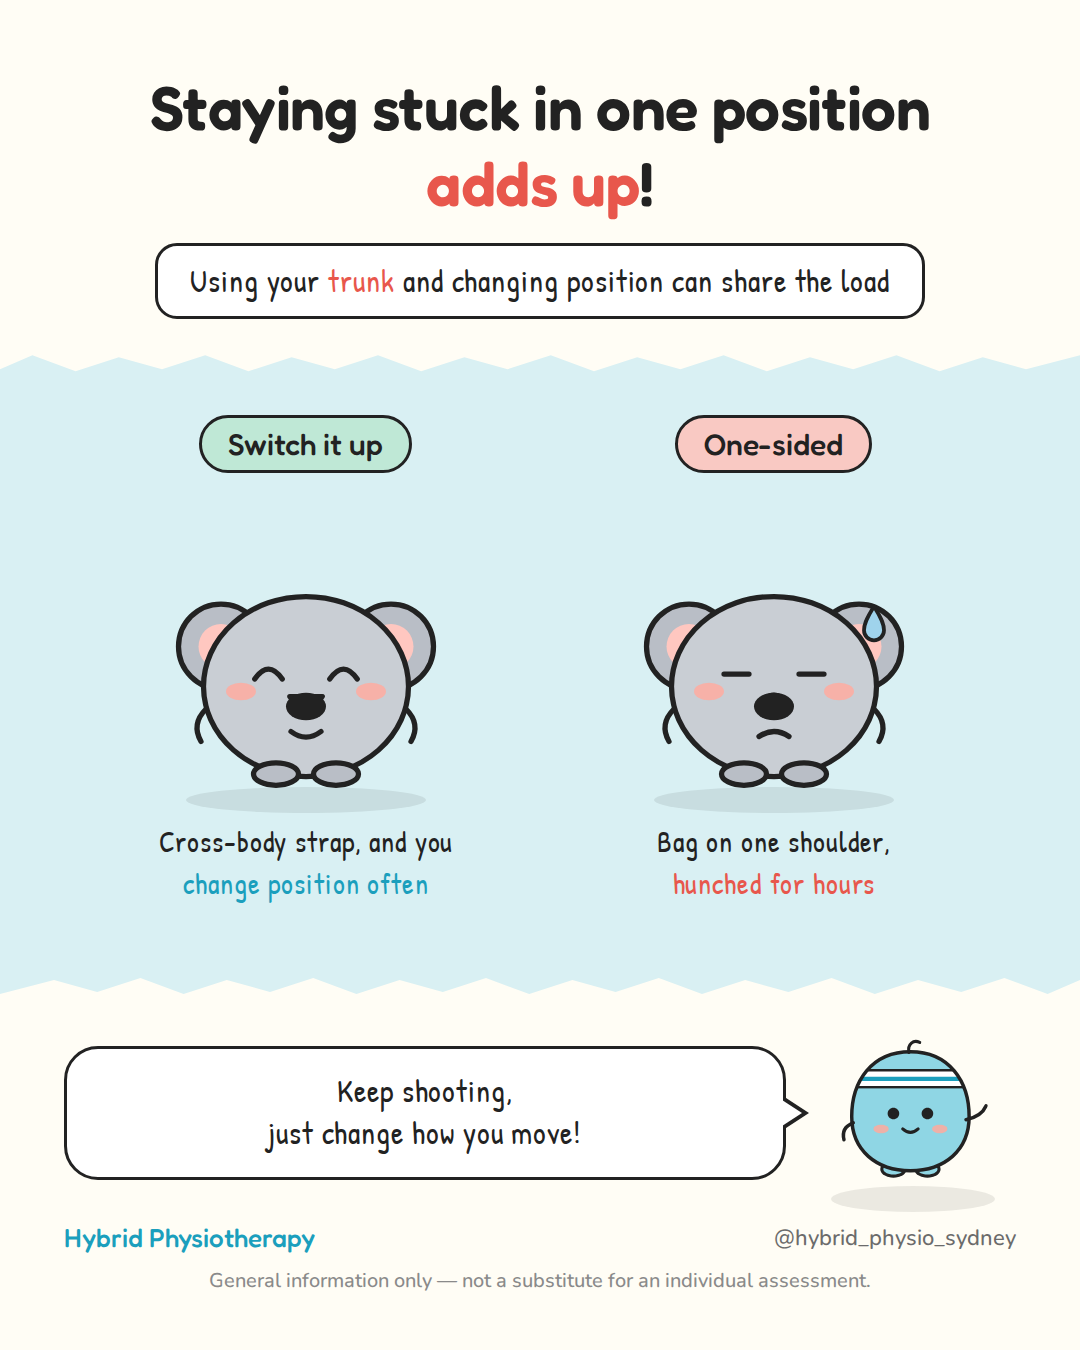 Staying stuck in one position
adds up!
Using your trunk and changing position can share the load
Switch it up
One-sided
Cross-body strap, and you
change position often
Bag on one shoulder,
hunched for hours
Keep shooting,
just change how you move!
Hybrid Physiotherapy
@hybrid_physio_sydney
General information only — not a substitute for an individual assessment.